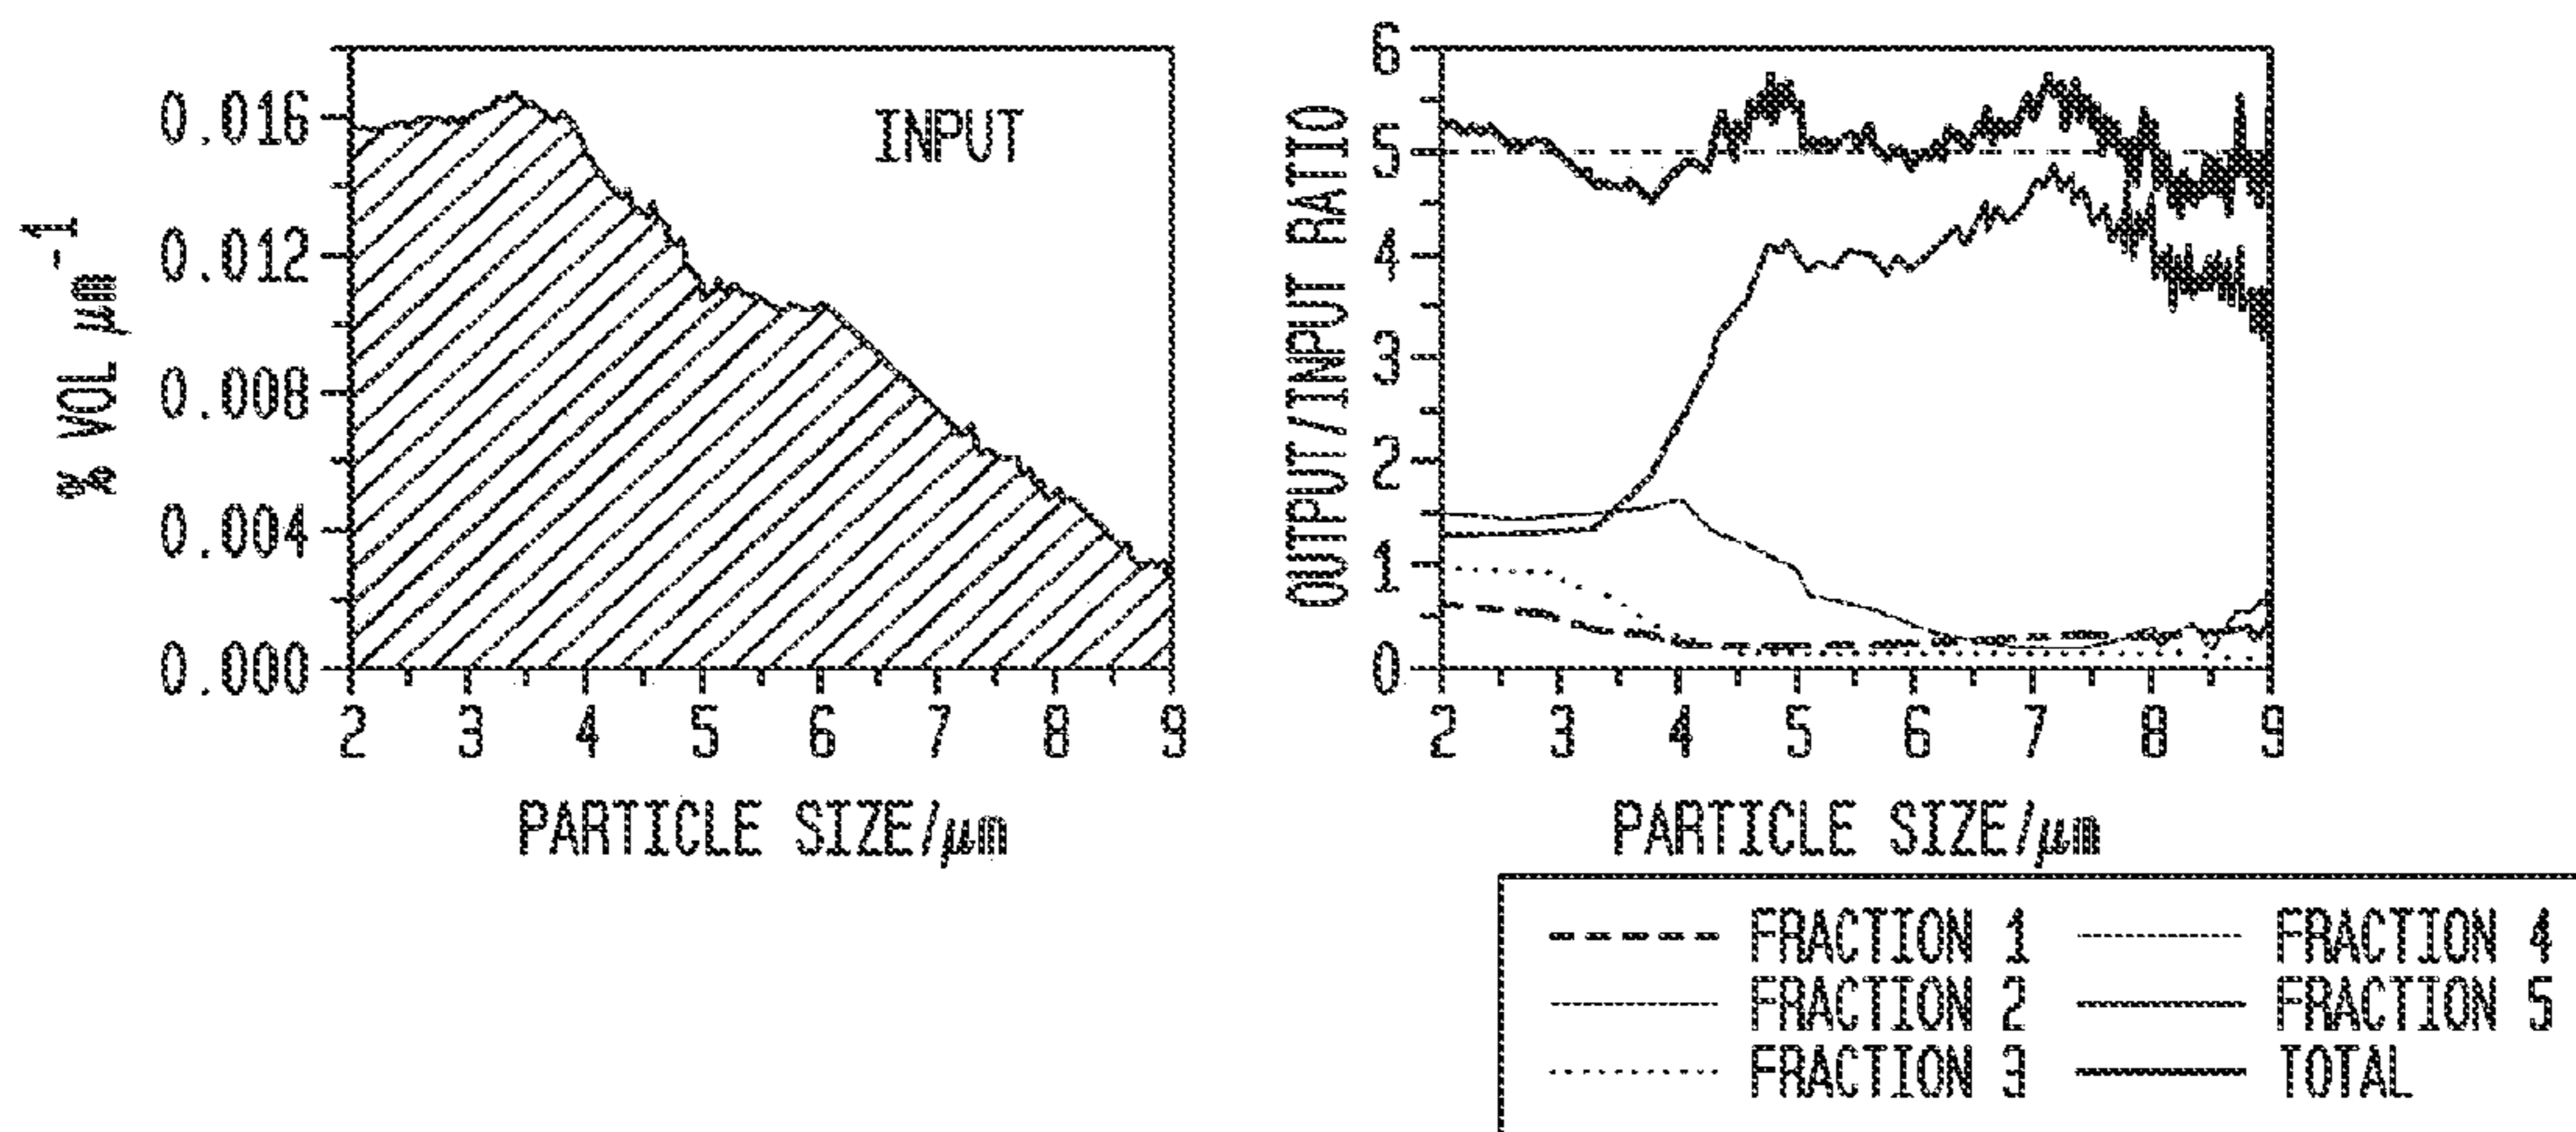 INPUT
% VOL μm⁻¹
0.016
0.012
0.008
0.004
0.000
2 3 4 5 6 7 8 9
PARTICLE SIZE/μm
OUTPUT/INPUT RATIO
6
5
4
3
2
1
0
2 3 4 5 6 7 8 9
PARTICLE SIZE/μm
FRACTION 1
FRACTION 2
FRACTION 3
FRACTION 4
FRACTION 5
TOTAL